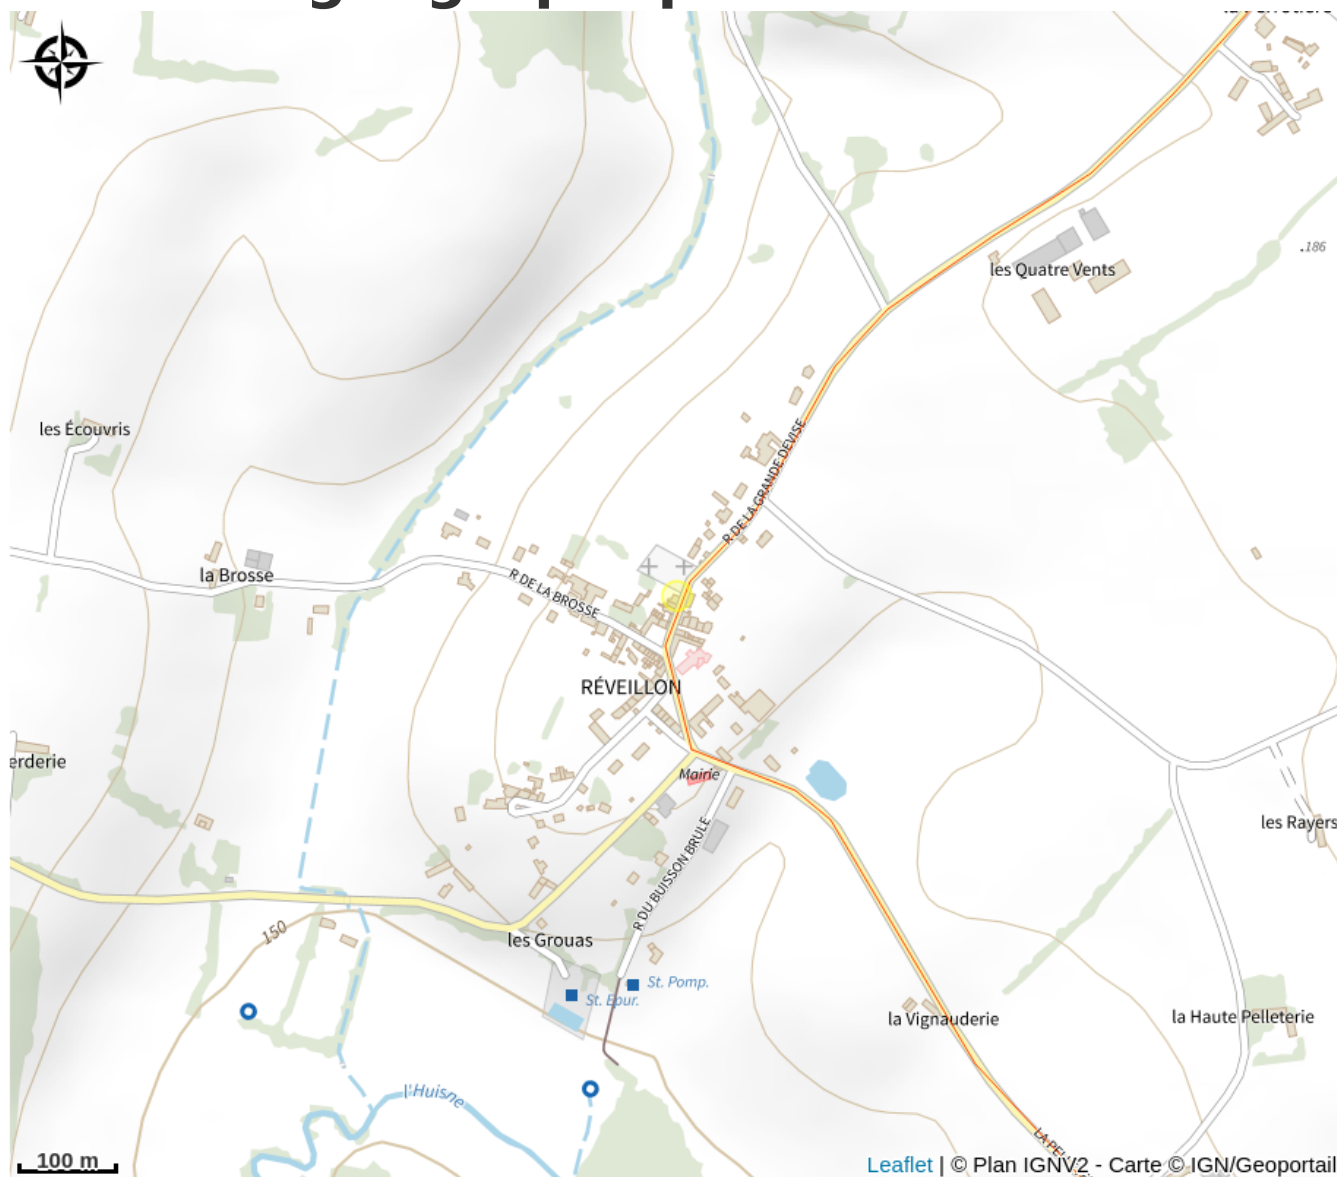 .186
les Quatre Vents
les Écouvris
R DE LA GRANDE DEVISE
la Brosse
R DE LA BROSSE
RÉVEILLON
erderie
Mairie
les Rayers
R DU BUISSON BRULE
150
les Grouas
St. Pomp.
St. Epur.
la Vignauderie
la Haute Pelleterie
l'Huisne
100 m
Leaflet | © Plan IGNV2 - Carte © IGN/Geoportail